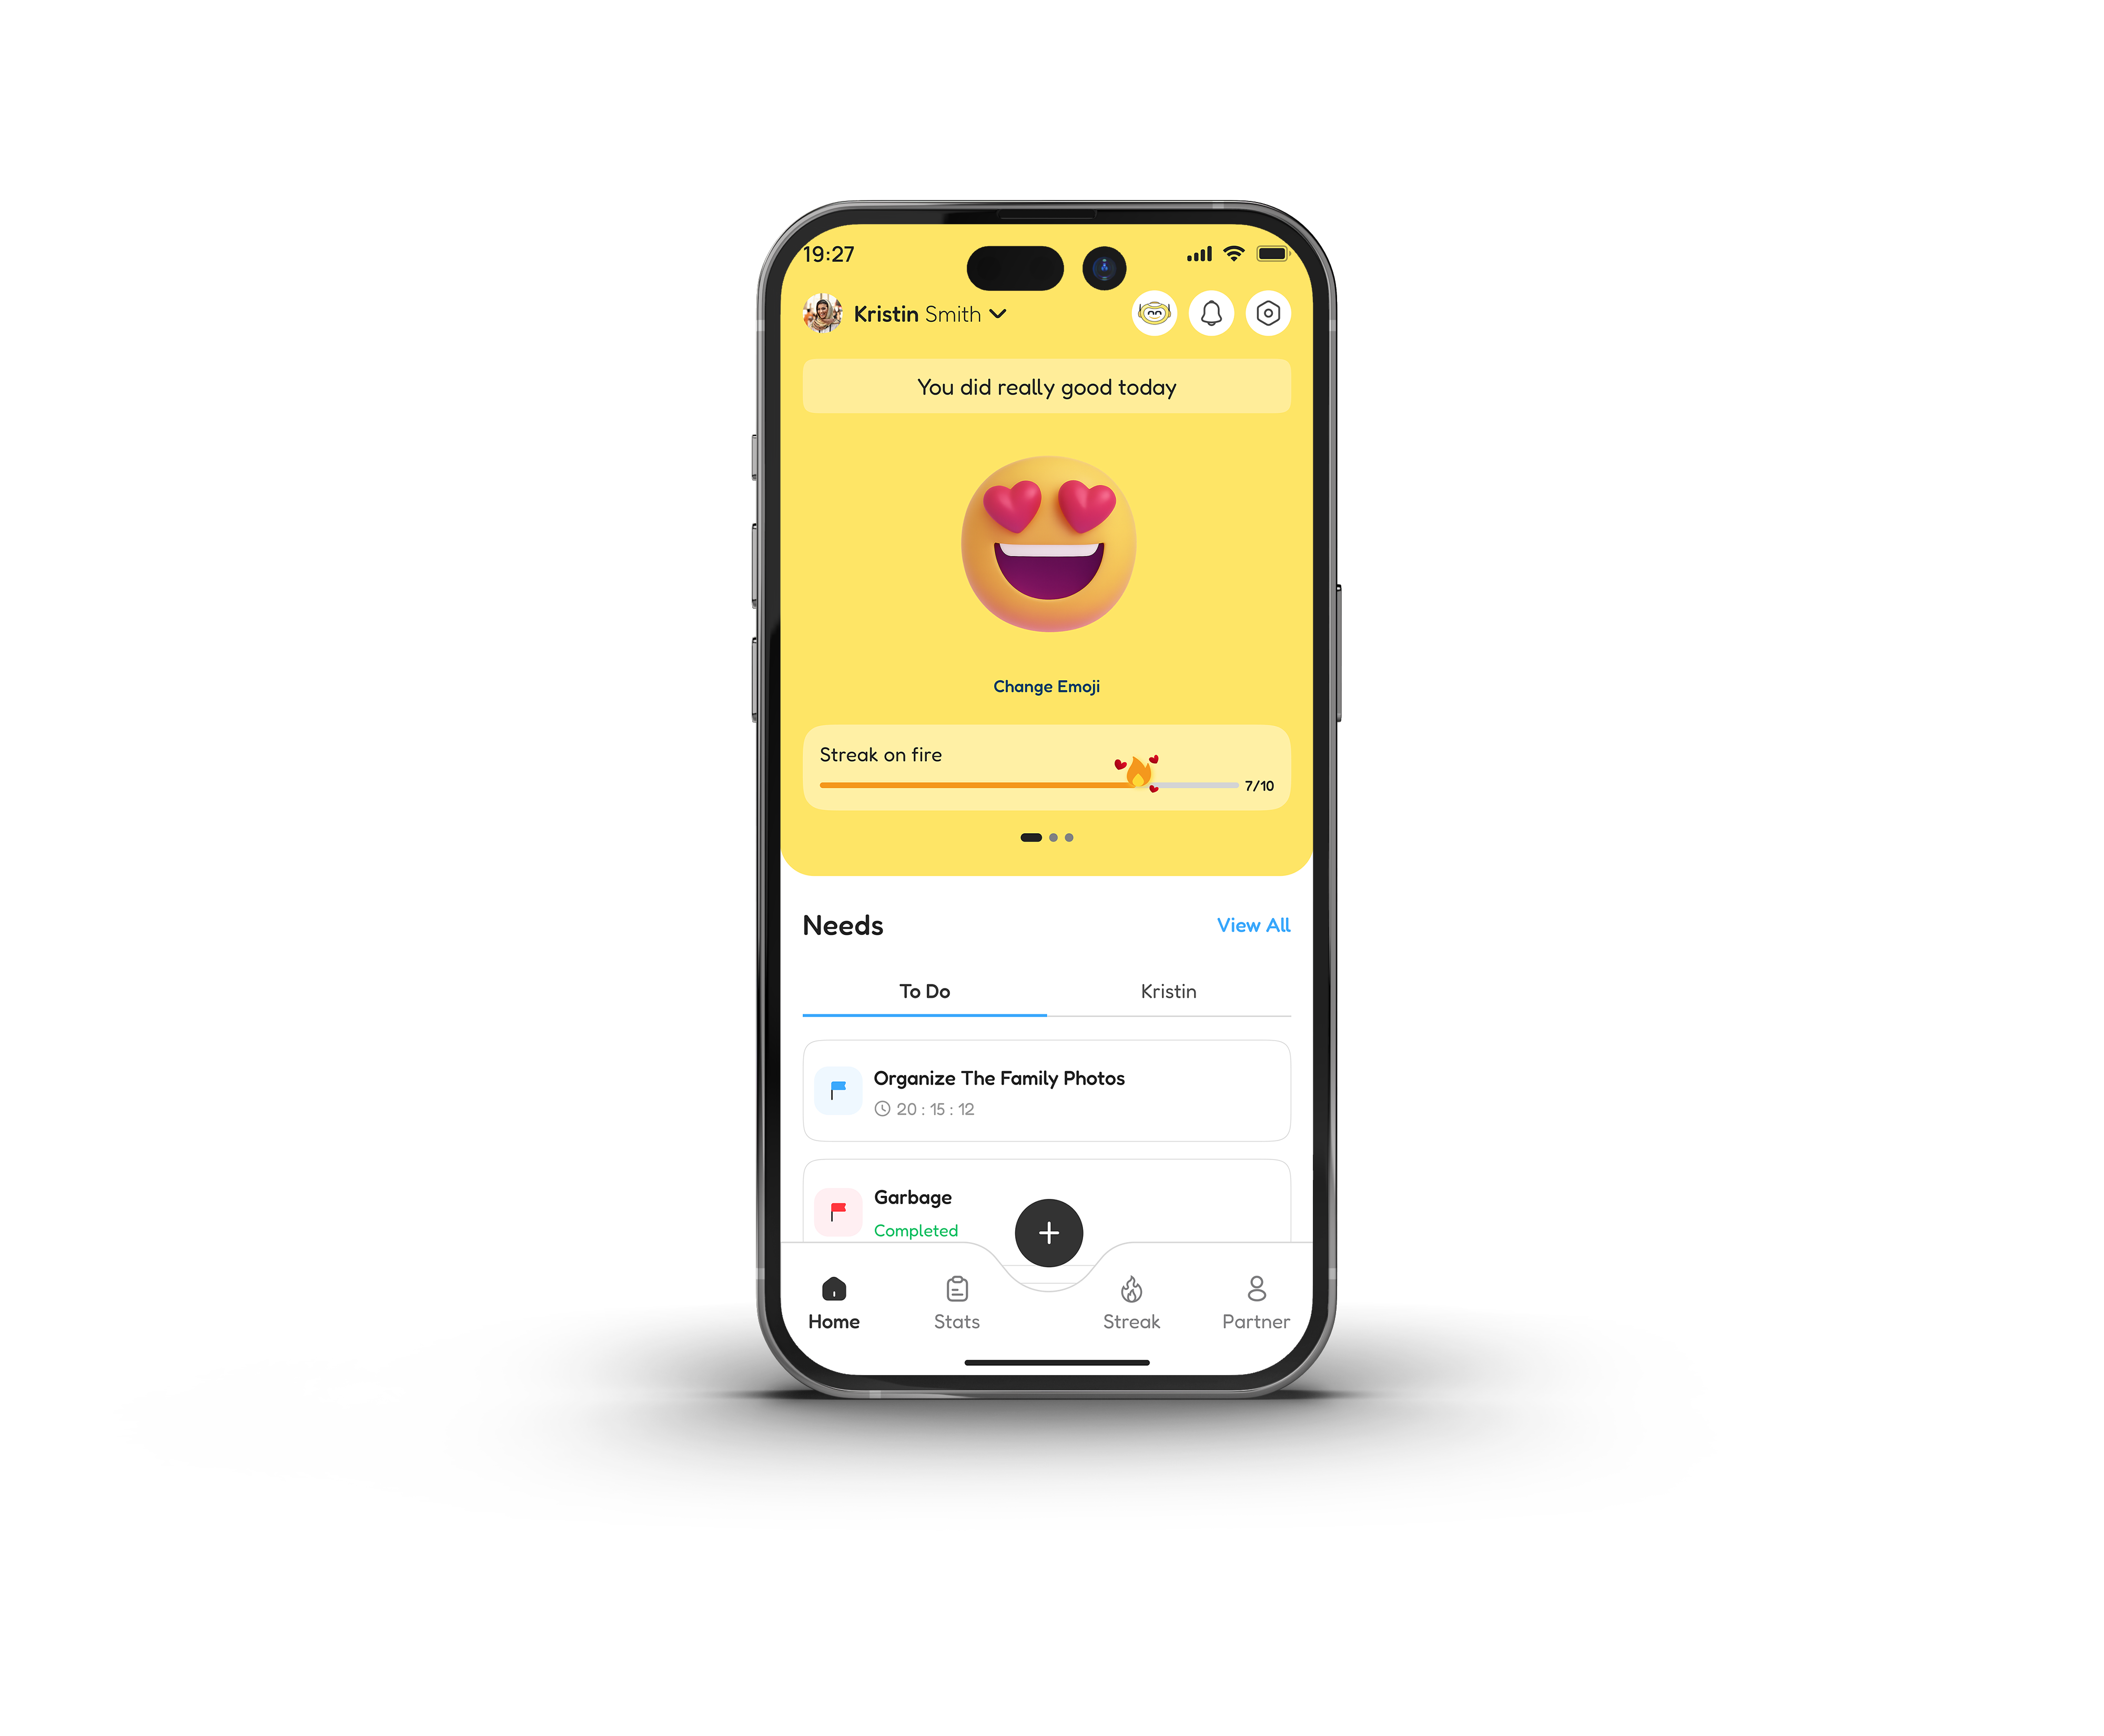 19:27
Kristin Smith
You did really good today
Change Emoji
Streak on fire
7/10
Needs
View All
To Do
Kristin
Organize The Family Photos
20 : 15 : 12
Garbage
Completed
Home
Stats
Streak
Partner